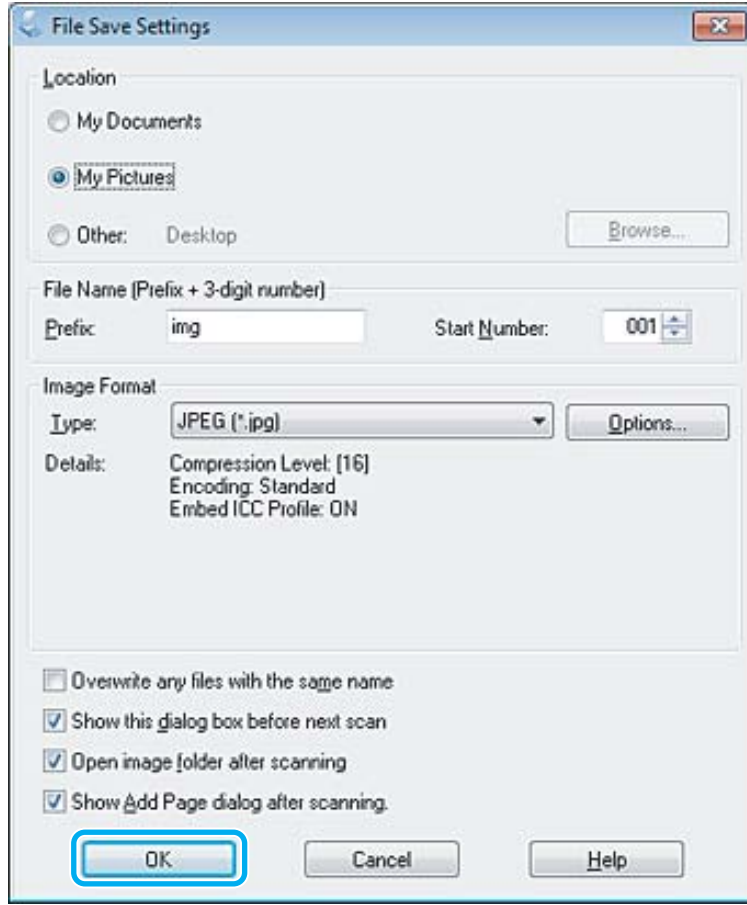 File Save Settings
Location
My Documents
My Pictures
Other: Desktop Browse...
File Name (Prefix + 3-digit number)
Prefix: img Start Number: 001
Image Format
Type: JPEG (*.jpg) Options...
Details: Compression Level: [16]
Encoding: Standard
Embed ICC Profile: ON
Overwrite any files with the same name
Show this dialog box before next scan
Open image folder after scanning
Show Add Page dialog after scanning.
OK Cancel Help